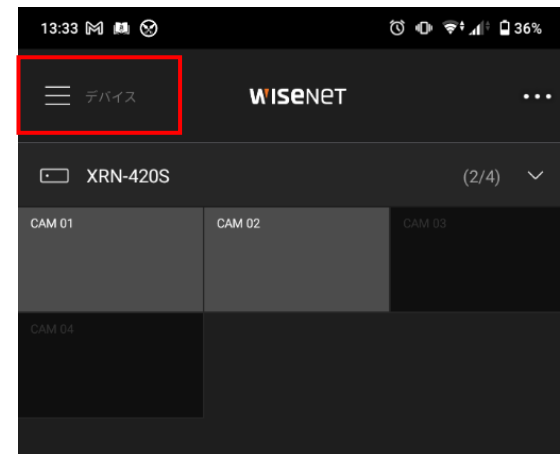 13:33 36%
デバイス WISENET
XRN-420S (2/4)
CAM 01 CAM 02 CAM 03
CAM 04